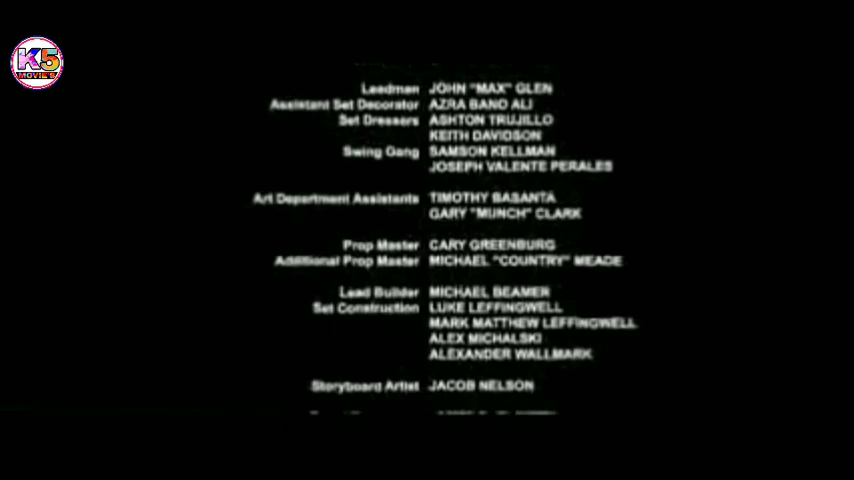 K5
MOVIE'S
Leadman JOHN "MAX" GLEN
Assistant Set Decorator AZRA BANO ALI
Set Dressers ASHTON TRUJILLO
KEITH DAVIDSON
Swing Gang SAMSON KELLMAN
JOSEPH VALENTE PERALES
Art Department Assistants TIMOTHY BASANTA
GARY "MUNCH" CLARK
Prop Master CARY GREENBURG
Additional Prop Master MICHAEL "COUNTRY" MEADE
Lead Builder MICHAEL BEAMER
Set Construction LUKE LEFFINGWELL
MARK MATTHEW LEFFINGWELL
ALEX MICHALSKI
ALEXANDER WALLMARK
Storyboard Artist JACOB NELSON